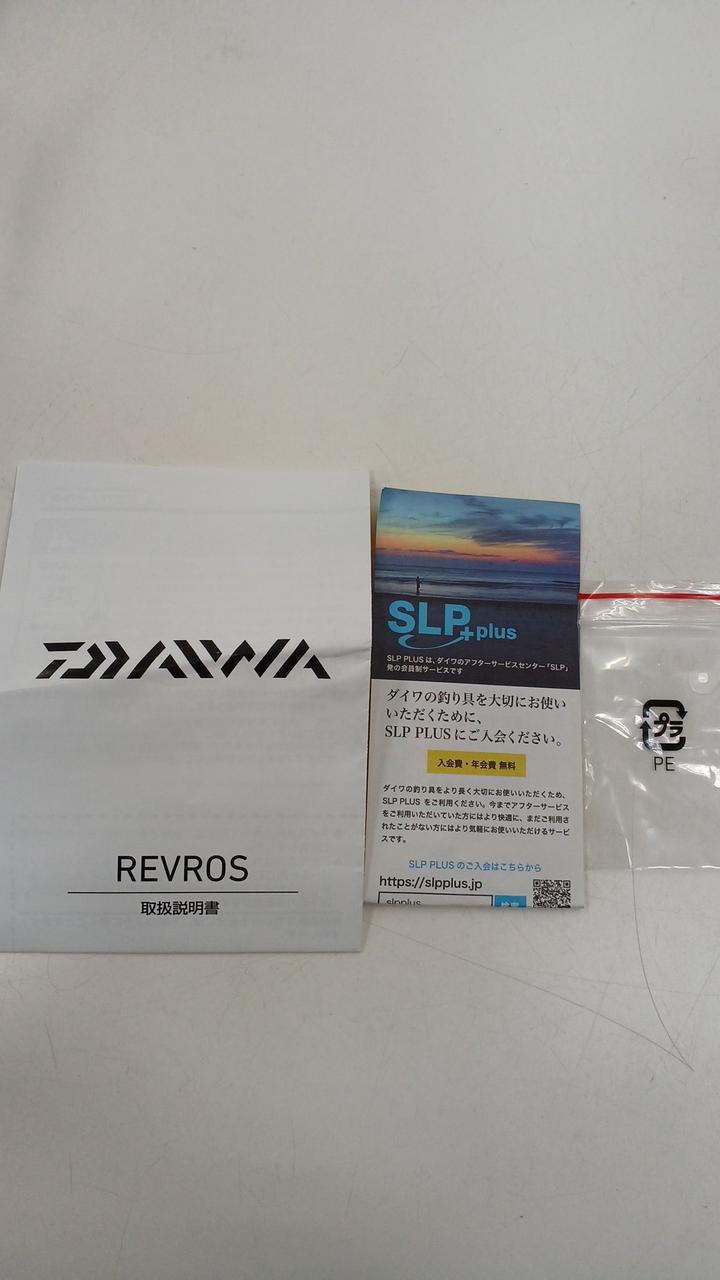 DAIWA
REVROS
取扱説明書
SLP+plus
SLP PLUS は、ダイワのアフターサービスセンター「SLP」
発の会員制サービスです
ダイワの釣り具を大切にお使い
いただくために、
SLP PLUS にご入会ください。
入会費・年会費 無料
ダイワの釣り具をより長く大切にお使いいただくため、
SLP PLUS をご利用ください。今までアフターサービス
をご利用いただいていた方にはより快適に、まだご利用さ
れたことがない方にはより気軽にお使いいただけるサービ
スです。
SLP PLUS のご入会はこちらから
https://slpplus.jp
slpplus
検索
プラ
PE